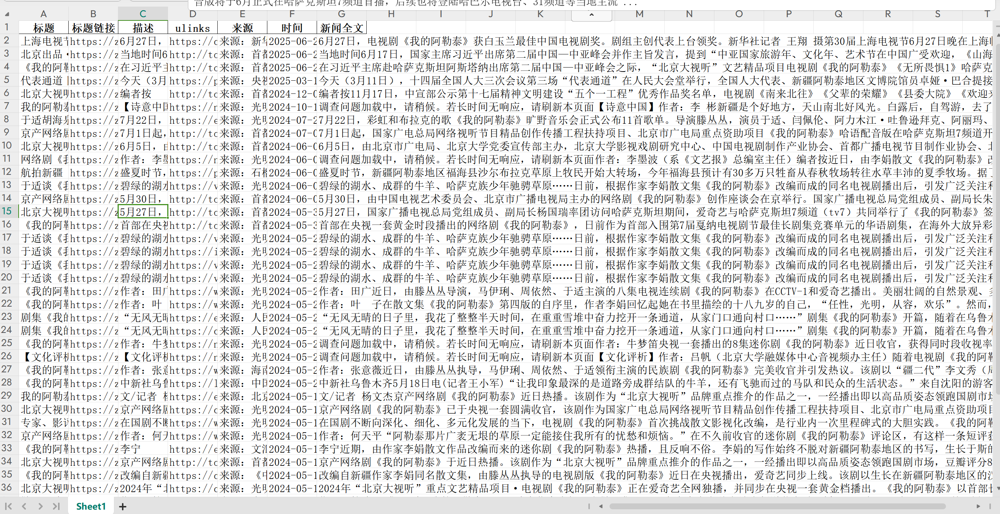 音版将于6月正式在哈萨克斯坦7频道首播，后续也将登陆哈巴尔电视台、31频道等当地主流 ...
A B C D E F G H I J K M N O P Q R S T
1 标题 标题链接 描述 ulinks 来源 时间 新闻全文
2 上海电视节 https://z 6月27日， https://c 来源：新华 2025-06-2 6月27日，电视剧《我的阿勒泰》获白玉兰最佳中国电视剧奖。剧组主创代表上台领奖。新华社记者 王翔 摄第30届上海电视节6月27日晚在上海
3 北京出品· https://z 当地时间6 http://tc 来源：首都 2025-06-2 当地时间6月17日，国家主席习近平出席第二届中国—中亚峰会并作主旨发言，提到“中亚国家旅游年、文化年、艺术节在中国广受欢迎，《山海
4 《我的阿勒 https://z 在习近平主 http://tc 来源：首都 2025-06-2 在习近平主席赴哈萨克斯坦阿斯塔纳出席第二届中国—中亚峰会之际，“北京大视听”文艺精品项目电视剧《我的阿勒泰》《无所畏惧1》哈萨克
5 代表通道 https://z 今天（3月 https://p 来源：央视 2025-03-1 今天（3月11日），十四届全国人大三次会议第三场“代表通道”在人民大会堂举行，全国人大代表、新疆阿勒泰地区文博院馆员卓娅·巴合提接
6 北京大视听 https://z 编者按 http://tc 来源：首都 2024-12-0 编者按11月17日，中宣部公示第十七届精神文明建设“五个一工程”优秀作品奖名单，电视剧《南来北往》《父辈的荣耀》《县委大院》《欢迎来
7 我的阿勒泰 https://z 【诗意中国 https://n 来源：光明 2024-10-1 调查问题加载中，请稍候。若长时间无响应，请刷新本页面【诗意中国】作者：李 彬新疆是个好地方，天山南北好风光。白露后，自驾游，去了
8 于适胡海泉 https://z 7月22日， https://e 来源：光明 2024-07-2 7月22日，彩虹和布拉克的歌《我的阿勒泰》旷野音乐会正式公布11首歌单。导演滕丛丛，演员于适、闫佩伦、阿力木江·吐鲁逊拜克、阿丽玛、
9 京产网络剧 https://z 7月1日起， http://tc 来源：首都 2024-07-0 7月1日起，国家广电总局网络视听节目精品创作传播工程扶持项目、北京市广电局重点资助项目《我的阿勒泰》哈语配音版在哈萨克斯坦7频道开
10 北京大视听 https://z 6月5日，由 http://tc 来源：首都 2024-06-0 6月5日，由北京市广电局、北京大学党委宣传部主办，北京大学影视戏剧研究中心、中国电视剧制作产业协会、首都广播电视节目制作业协会、北
11 网络剧《我 https://z 作者：李墨 https://n 来源：光明 2024-06-0 调查问题加载中，请稍候。若长时间无响应，请刷新本页面作者：李墨波（系《文艺报》总编室主任）编者按近日，由李娟散文《我的阿勒泰》改
12 航拍新疆 https://z 盛夏时节， https://p 来源：石榴 2024-06-0 盛夏时节，新疆阿勒泰地区福海县沙尔布拉克草原上牧民开始大转场，今年福海县预计有30多万只牲畜从春秋牧场转往水草丰沛的夏季牧场。据了
13 于适谈《我 https://z 碧绿的湖水 https://v 来源：光明 2024-06-0 碧绿的湖水、成群的牛羊、哈萨克族少年驰骋草原······日前，根据作家李娟散文集《我的阿勒泰》改编而成的同名电视剧播出后，引发广泛关注和
14 京产网络剧 https://z 5月30日， http://tc 来源：首都 2024-06-0 5月30日，由中国电视艺术委员会、北京市广播电视局主办的网络剧《我的阿勒泰》创作座谈会在京举行。国家广播电视总局党组成员、副局长朱
15 北京大视听 https://z 5月27日， http://tc 来源：首都 2024-05-3 5月27日，国家广播电视总局党组成员、副局长杨国瑞率团访问哈萨克斯坦期间，爱奇艺与哈萨克斯坦7频道（tv7）共同举行了《我的阿勒泰》签
16 《我的阿勒 https://z 首部在央视 http://tc 来源：首都 2024-05-3 首部在央视一套黄金时段播出的网络剧《我的阿勒泰》，日前作为首部入围第7届戛纳电视剧节最佳长剧集竞赛单元的华语剧集，在海外大放异彩
17 于适谈《我 https://z 碧绿的湖水 https://v 来源：光明 2024-05-2 碧绿的湖水、成群的牛羊、哈萨克族少年驰骋草原······日前，根据作家李娟散文集《我的阿勒泰》改编而成的同名电视剧播出后，引发广泛关注和
18 于适谈《我 https://z 碧绿的湖水 https://i 来源：光明 2024-05-2 碧绿的湖水、成群的牛羊、哈萨克族少年驰骋草原······日前，根据作家李娟散文集《我的阿勒泰》改编而成的同名电视剧播出后，引发广泛关注和
19 于适谈《我 https://z 碧绿的湖水 https://v 来源：光明 2024-05-2 碧绿的湖水、成群的牛羊、哈萨克族少年驰骋草原······日前，根据作家李娟散文集《我的阿勒泰》改编而成的同名电视剧播出后，引发广泛关注和
20 于适谈《我 https://z 碧绿的湖水 https://v 来源：光明 2024-05-2 碧绿的湖水、成群的牛羊、哈萨克族少年驰骋草原······日前，根据作家李娟散文集《我的阿勒泰》改编而成的同名电视剧播出后，引发广泛关注和
21 《我的阿勒 https://z 作者：田广 https://w 来源：光明 2024-05-2 作者：田广近日，由滕丛丛导演，马伊琍、周依然、于适主演的八集电视连续剧《我的阿勒泰》在CCTV-1和爱奇艺播出。美丽壮阔的自然景观、多
22 《我的阿勒 https://z 作者：叶 https://w 来源：光明 2024-05-2 作者：叶 子在散文集《我的阿勒泰》第四版的自序里，作者李娟回忆起她在书里描绘的十八九岁的自己，“任性，光明，从容，欢乐”。然而，
23 剧集《我的 https://z “无风无晴 https://e 来源：人民 2024-05-2 “无风无晴的日子里，我花了整整半天时间，在重重雪堆中奋力挖开一条通道，从家门口通向村口······”剧集《我的阿勒泰》开篇，随着在乌鲁木
24 剧集《我的 https://z “无风无晴 https://c 来源：人民 2024-05-2 “无风无晴的日子里，我花了整整半天时间，在重重雪堆中奋力挖开一条通道，从家门口通向村口······”剧集《我的阿勒泰》开篇，随着在乌鲁木
25 《我的阿勒 https://z 作者：牛梦 https://n 来源：光明 2024-05-2 调查问题加载中，请稍候。若长时间无响应，请刷新本页面作者：牛梦笛央视一套播出的8集迷你剧《我的阿勒泰》近日收官，获得同时段收视率
26 【文化评析 https://z 【文化评析 https://n 来源：光明 2024-05-2 调查问题加载中，请稍候。若长时间无响应，请刷新本页面【文化评析】作者：吕帆（北京大学融媒体中心音视频办主任）随着电视剧《我的阿勒
27 《我的阿勒 https://z 作者：张意 https://w 来源：海南 2024-05-2 作者：张意薇近日，由滕丛丛执导，马伊琍、周依然、于适领衔主演的民族剧《我的阿勒泰》完美收官并引发热议。该剧以“疆二代”李文秀（周
28 《我的阿勒 https://z 中新社乌鲁 https://l 来源：中国 2024-05-2 中新社乌鲁木齐5月18日电(记者王小军)“让我印象最深的是道路旁成群结队的牛羊，还有飞驰而过的马队和民众的生活状态。”来自沈阳的游客
29 我的阿勒泰 https://z 文/记者 杨 https://e 来源：北京 2024-05-1 文/记者 杨文杰京产网络剧《我的阿勒泰》近日热播。该剧作为“北京大视听”品牌重点推介的作品之一，一经播出即以高品质姿态领跑国剧市场
30 北京大视听 https://z 京产网络剧 https://c 来源：光明 2024-05-1 京产网络剧《我的阿勒泰》已于央视一套圆满收官，该剧作为国家广电总局网络视听节目精品创作传播工程扶持项目、北京市广电局重点资助项目
31 专家、影评 https://z 在国剧不断 https://w 来源：光明 2024-05-1 在国剧不断向深化、细化、多元化发展的当下，电视剧《我的阿勒泰》首次挑战散文影视化改编，是行业内一次里程碑式的大胆实践。《我的阿勒
32 京产网络剧 https://z 作者：何天 https://w 来源：光明 2024-05-1 作者：何天平“阿勒泰那片广袤无垠的草原一定能接住我所有的忧愁和烦恼。”在不久前收官的迷你剧《我的阿勒泰》评论区，有这样一条短评获
33 《我的阿勒 https://z 李宁 https://e 来源：文汇 2024-05-1 李宁近期，由作家李娟散文作品改编而来的迷你剧《我的阿勒泰》热播，且反响不俗。李娟的写作始终不脱对新疆阿勒泰地区的书写，生长于斯的
34 北京大视听 https://z 京产网络剧 http://tc 来源：首都 2024-05-1 京产网络剧《我的阿勒泰》于近日热播。该剧作为“北京大视听”品牌重点推介的作品之一，一经播出即以高品质姿态领跑国剧市场，豆瓣评分8
35 《我的阿勒 https://z 改编自新疆 https://c 来源：《中 2024-05-1 改编自新疆作家李娟同名散文集，由滕丛丛执导的电视剧版《我的阿勒泰》近日在央视播出，爱奇艺同步上线。该剧以生长在新疆阿勒泰地区的汉
36 北京大视听 https://z 2024年“北 https://c 来源：光明 2024-05-1 2024年“北京大视听”重点文艺精品项目·电视剧《我的阿勒泰》正在爱奇艺全网独播，并同步在央视一套黄金档播出。《我的阿勒泰》以首部长
Sheet1 +